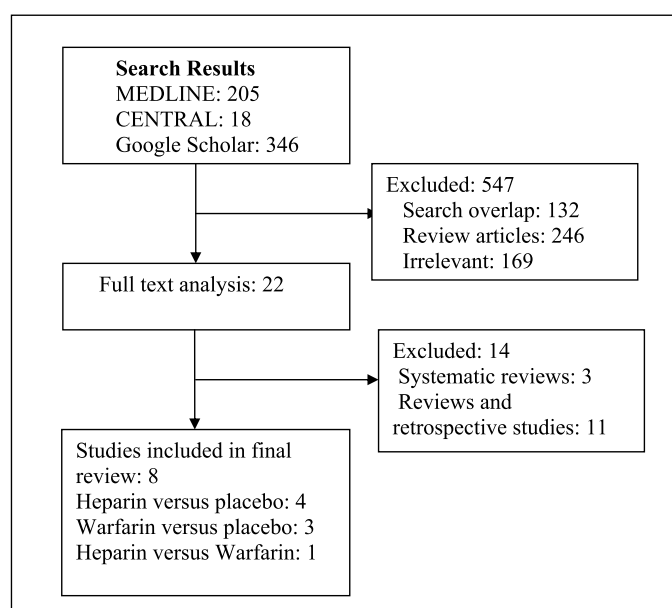 Search Results
MEDLINE: 205
CENTRAL: 18
Google Scholar: 346
Excluded: 547
Search overlap: 132
Review articles: 246
Irrelevant: 169
Full text analysis: 22
Excluded: 14
Systematic reviews: 3
Reviews and
retrospective studies: 11
Studies included in final
review: 8
Heparin versus placebo: 4
Warfarin versus placebo: 3
Heparin versus Warfarin: 1